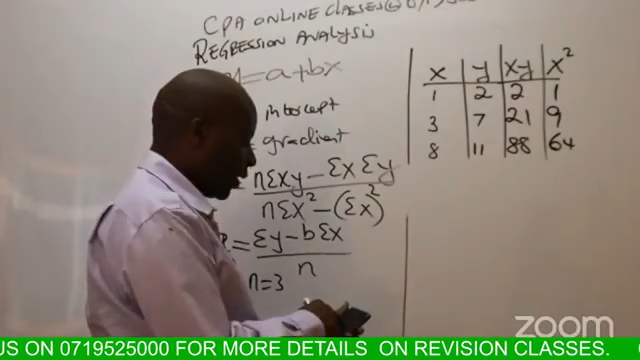 CPA ONLINE CLASSES
REGRESSION ANALYSIS
= a + bx
intercept
= gradient
= nΣxy - ΣxΣy
nΣx² - (Σx)²
= Σy - bΣx
n
n=3
x y xy x²
1 2 2 1
3 7 21 9
8 11 88 64
zoom
US ON 0719525000 FOR MORE DETAILS ON REVISION CLASSES.